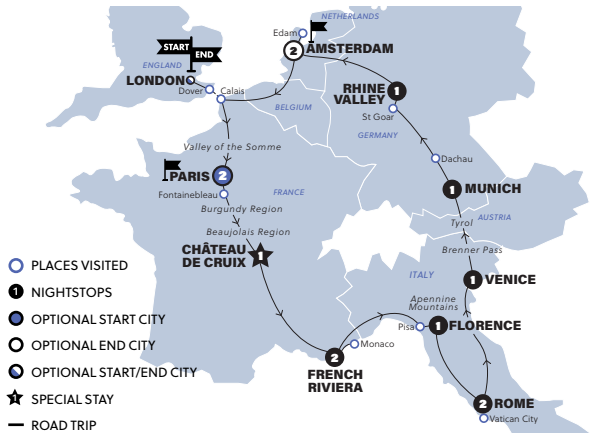 NETHERLANDS
Edam
2
AMSTERDAM
START
END
ENGLAND
LONDON
Dover
Calais
BELGIUM
RHINE
VALLEY
1
St Goar
GERMANY
Valley of the Somme
Dachau
PARIS
2
Fontainebleau
FRANCE
1
MUNICH
Burgundy Region
Tyrol
AUSTRIA
Beaujolais Region
Brenner Pass
CHÂTEAU
DE CRUIX
1
PLACES VISITED
ITALY
1
VENICE
1
NIGHTSTOPS
Apennine
Mountains
OPTIONAL START CITY
Pisa
1
FLORENCE
OPTIONAL END CITY
Monaco
2
FRENCH
RIVIERA
OPTIONAL START/END CITY
1
SPECIAL STAY
2
ROME
Vatican City
ROAD TRIP